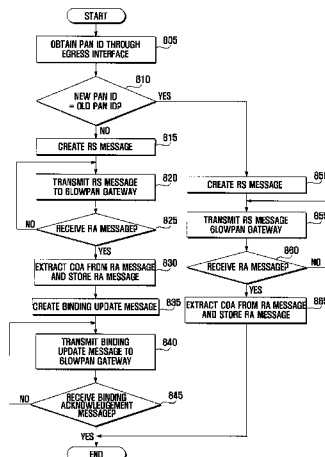 START
OBTAIN PAN ID THROUGH
EGRESS INTERFACE
805
810
NEW PAN ID
= OLD PAN ID?
YES
NO
815
CREATE RS MESSAGE
820
TRANSMIT RS MESSAGE
TO 6LOWPAN GATEWAY
825
NO
RECEIVE RA MESSAGE?
YES
830
EXTRACT COA FROM RA MESSAGE
AND STORE RA MESSAGE
835
CREATE BINDING UPDATE MESSAGE
840
TRANSMIT BINDING
UPDATE MESSAGE TO
6LOWPAN GATEWAY
NO
845
RECEIVE BINDING
ACKNOWLEDGEMENT
MESSAGE?
YES
END
CREATE RS MESSAGE
TRANSMIT RS MESSAGE
6LOWPAN GATEWAY
860
RECEIVE RA MESSAGE?
NO
YES
EXTRACT COA FROM RA MESSAGE
AND STORE RA MESSAGE